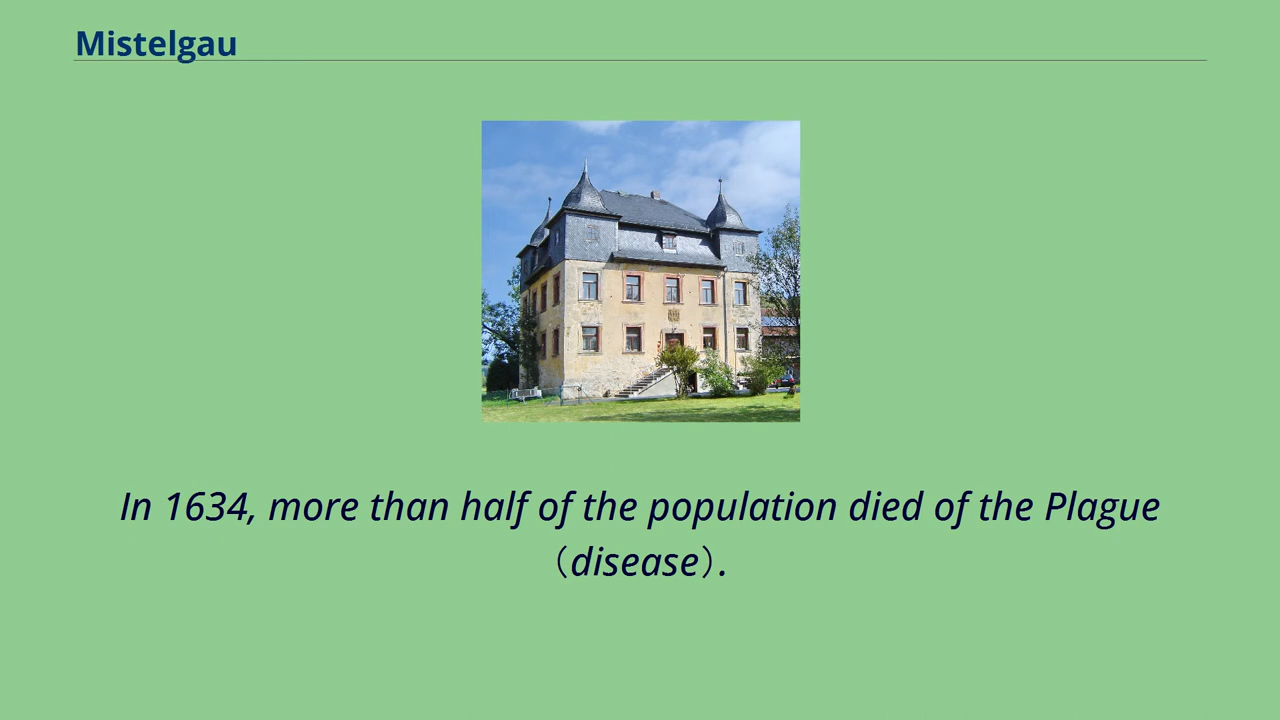 Mistelgau
In 1634, more than half of the population died of the Plague
（disease）.